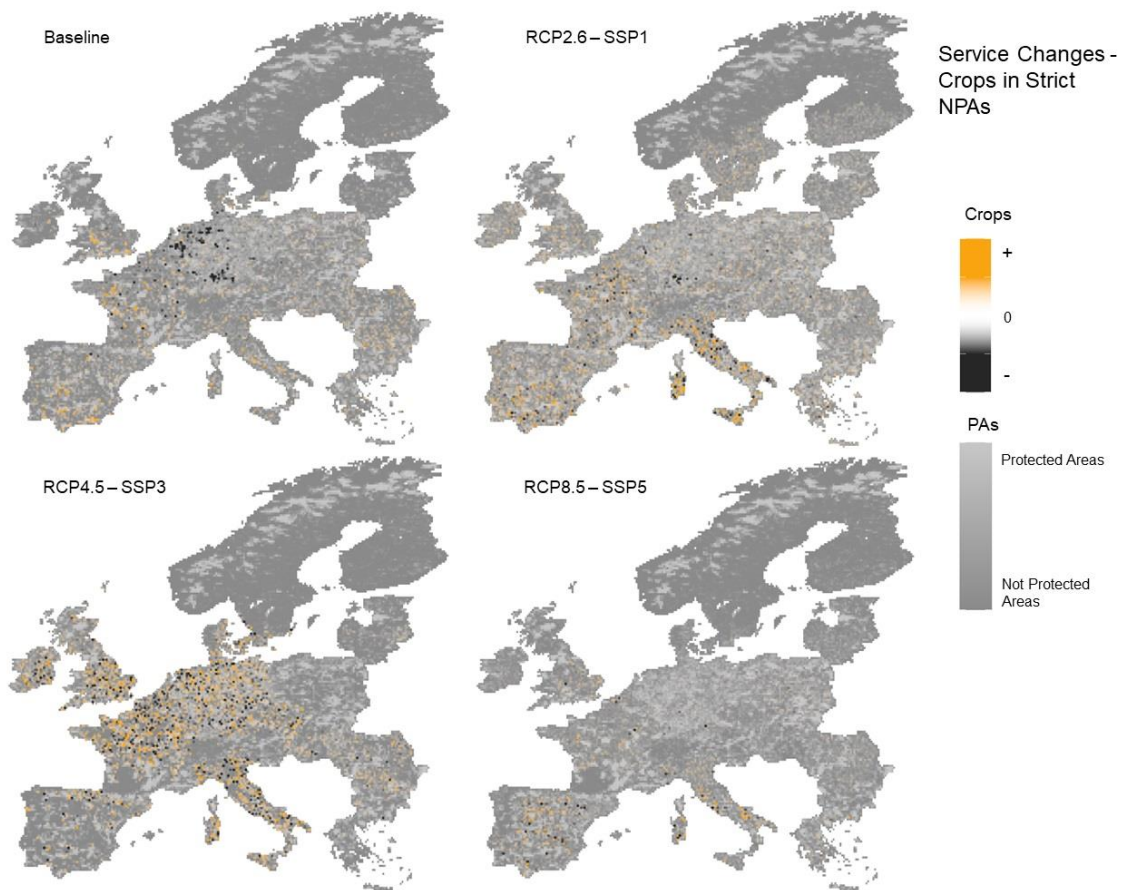 Baseline
RCP2.6 – SSP1
Service Changes -
Crops in Strict
NPAs
Crops
+
0
-
PAs
Protected Areas
Not Protected
Areas
RCP4.5 – SSP3
RCP8.5 – SSP5